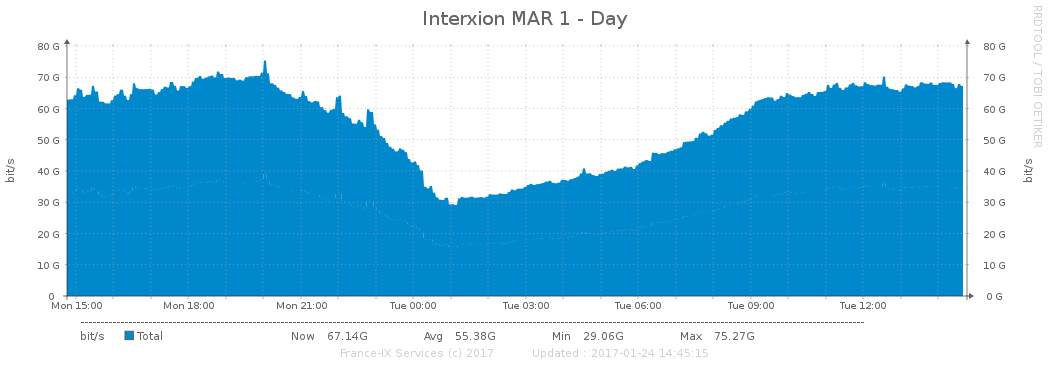 Interxion MAR 1 - Day
RRDTOOL / TOBI OETIKER
bit/s
80 G 80 G
70 G 70 G
60 G 60 G
50 G 50 G
40 G 40 G
30 G 30 G
20 G 20 G
10 G 10 G
0 0 G
bit/s
Mon 15:00 Mon 18:00 Mon 21:00 Tue 00:00 Tue 03:00 Tue 06:00 Tue 09:00 Tue 12:00
bit/s Total Now 67.14G Avg 55.38G Min 29.06G Max 75.27G
France-IX Services (c) 2017 Updated : 2017-01-24 14:45:15